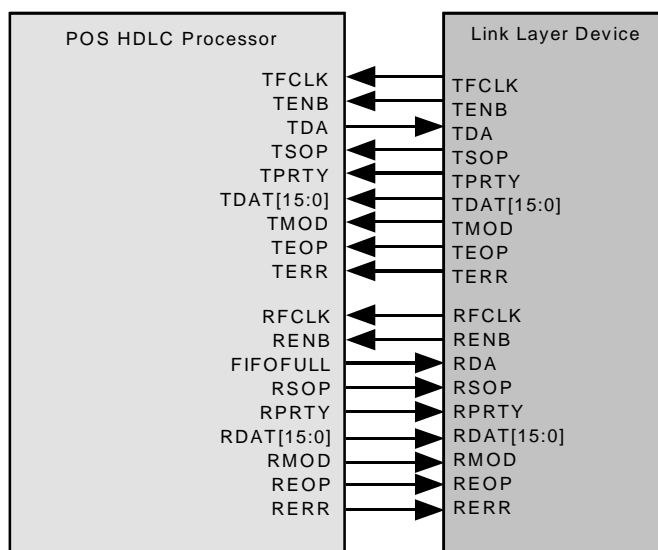 POS HDLC Processor
Link Layer Device
TFCLK TFCLK
TENB TENB
TDA TDA
TSOP TSOP
TPRTY TPRTY
TDAT[15:0] TDAT[15:0]
TMOD TMOD
TEOP TEOP
TERR TERR
RFCLK RFCLK
RENB RENB
FIFOFULL RDA
RSOP RSOP
RPRTY RPRTY
RDAT[15:0] RDAT[15:0]
RMOD RMOD
REOP REOP
RERR RERR